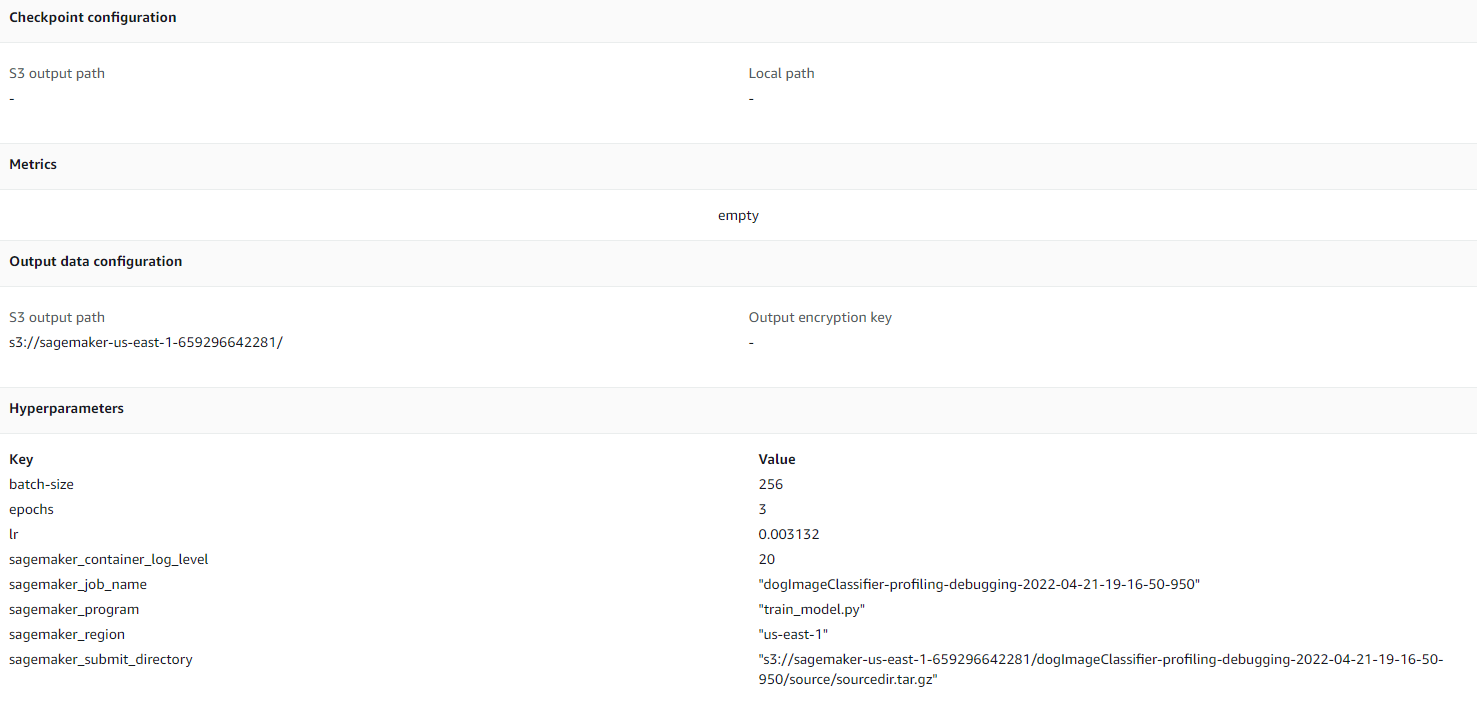 Checkpoint configuration
S3 output path Local path
- -
Metrics
empty
Output data configuration
S3 output path Output encryption key
s3://sagemaker-us-east-1-659296642281/ -
Hyperparameters
Key Value
batch-size 256
epochs 3
lr 0.003132
sagemaker_container_log_level 20
sagemaker_job_name "dogImageClassifier-profiling-debugging-2022-04-21-19-16-50-950"
sagemaker_program "train_model.py"
sagemaker_region "us-east-1"
sagemaker_submit_directory "s3://sagemaker-us-east-1-659296642281/dogImageClassifier-profiling-debugging-2022-04-21-19-16-50-
950/source/sourcedir.tar.gz"